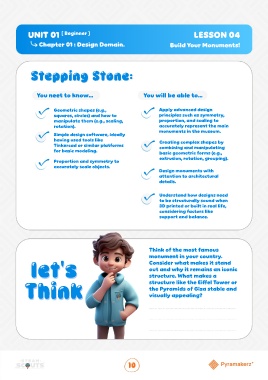 UNIT 01 [ Beginner ]
Chapter 01 : Design Domain.
LESSON 04
Build Your Monuments!
Stepping Stone:
You neet to know...
Geometric shapes (e.g.,
squares, circles) and how to
manipulate them (e.g., scaling,
rotation).
Simple design software, ideally
having used tools like
Tinkercad or similar platforms
for basic modeling.
Proportion and symmetry to
accurately scale objects.
You will be able to...
Apply advanced design
principles such as symmetry,
proportion, and scaling to
accurately represent the main
monuments in the museum.
Creating complex shapes by
combining and manipulating
basic geometric forms (e.g.,
extrusion, rotation, grouping).
Design monuments with
attention to architectural
details.
Understand how designs need
to be structurally sound when
3D printed or built in real life,
considering factors like
support and balance.
let's
Think
Think of the most famous
monument in your country.
Consider what makes it stand
out and why it remains an iconic
structure. What makes a
structure like the Eiffel Tower or
the Pyramids of Giza stable and
visually appealing?
10
Pyramakerz